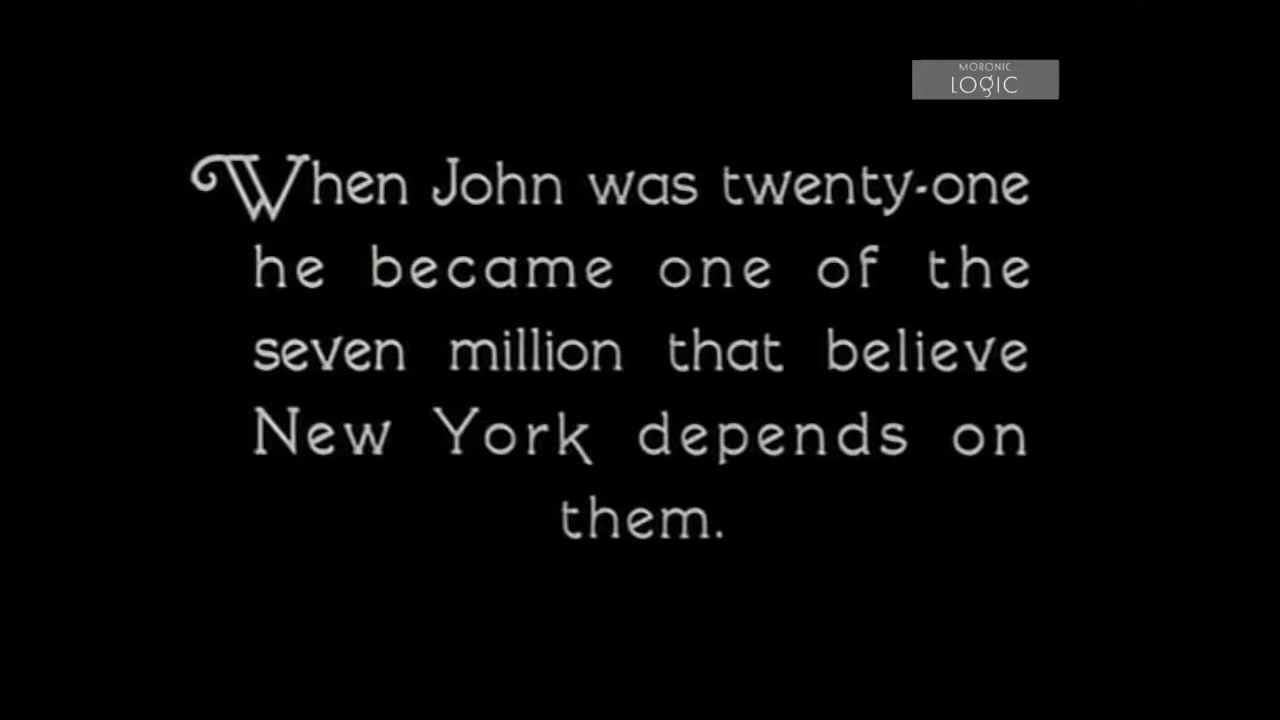 MORONIC
LOGIC
When John was twenty-one
he became one of the
seven million that believe
New York depends on
them.